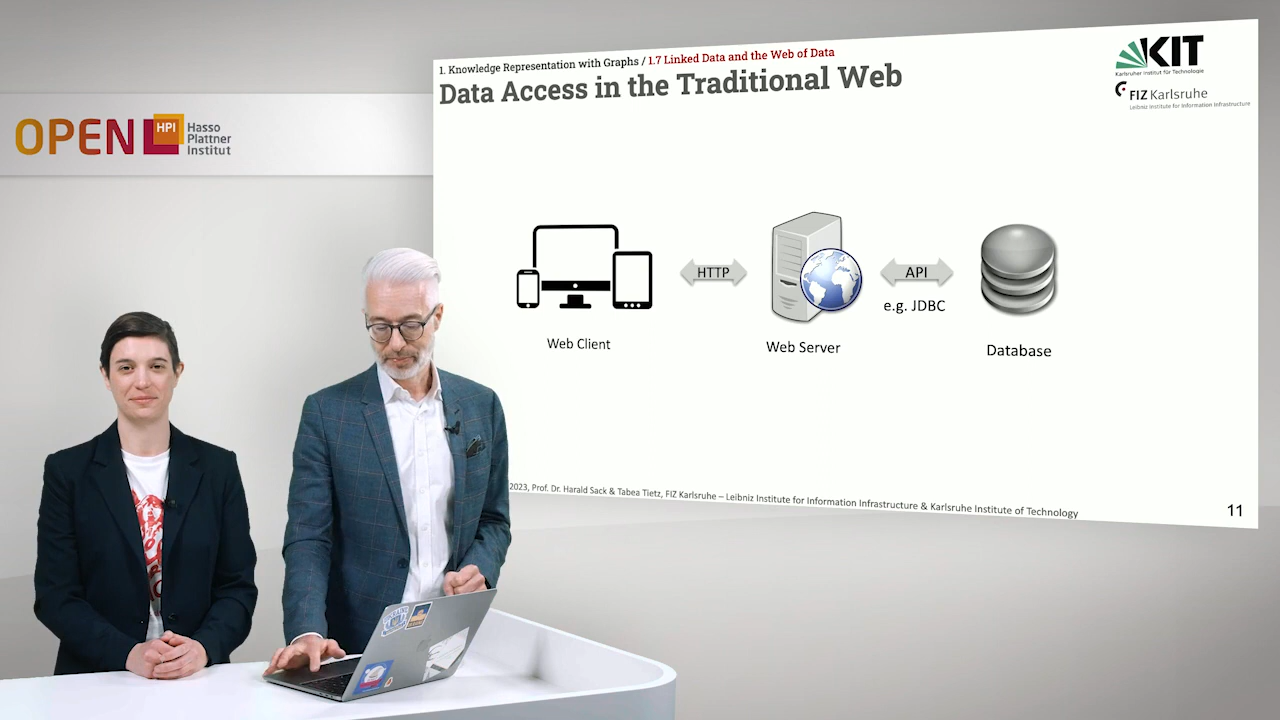 OPEN HPI Hasso
Plattner
Institut
1. Knowledge Representation with Graphs / 1.7 Linked Data and the Web of Data
Data Access in the Traditional Web
KIT
Karlsruher Institut für Technologie
FIZ Karlsruhe
Leibniz Institute for Information Infrastructure
HTTP
API
e.g. JDBC
Web Client
Web Server
Database
2023, Prof. Dr. Harald Sack & Tabea Tietz, FIZ Karlsruhe – Leibniz Institute for Information Infrastructure & Karlsruhe Institute of Technology
11